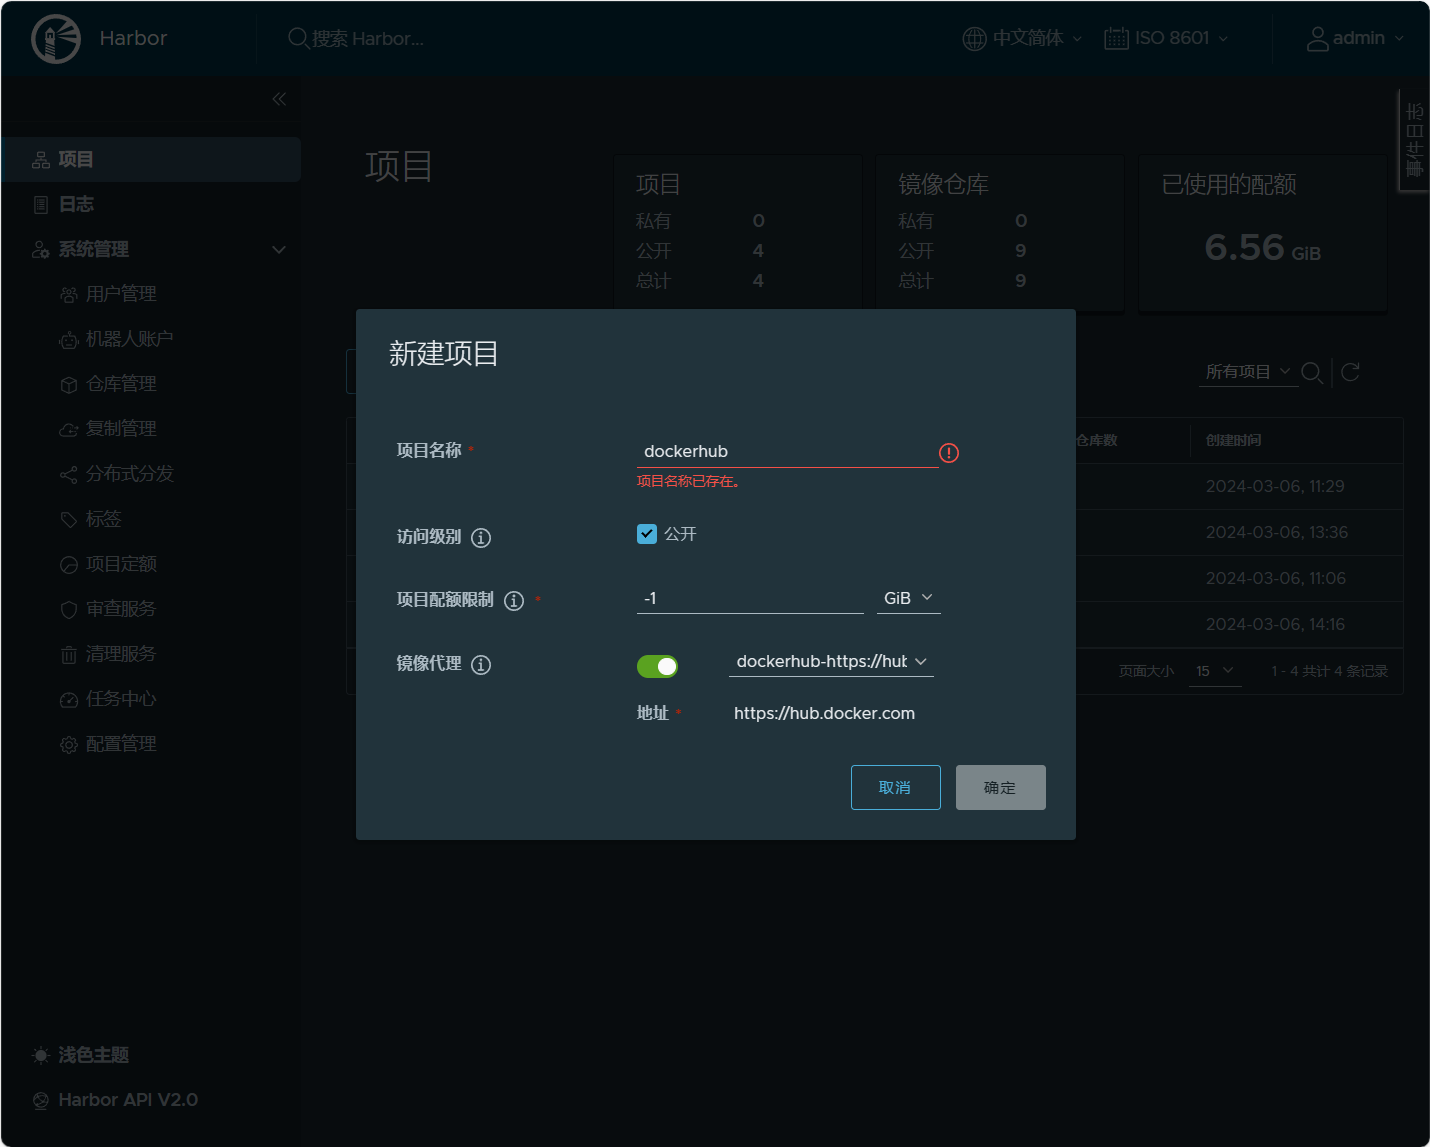 Harbor
搜索 Harbor...
中文简体
ISO 8601
admin
事件日志
项目
日志
系统管理
用户管理
机器人账户
仓库管理
复制管理
分布式分发
标签
项目定额
审查服务
清理服务
任务中心
配置管理
浅色主题
Harbor API V2.0
项目
项目
私有 0
公开 4
总计 4
镜像仓库
私有 0
公开 9
总计 9
已使用的配额
6.56 GiB
所有项目
仓库数 创建时间
2024-03-06, 11:29
2024-03-06, 13:36
2024-03-06, 11:06
2024-03-06, 14:16
页面大小 15 1 - 4 共计 4 条记录
新建项目
项目名称 * dockerhub
项目名称已存在。
访问级别 公开
项目配额限制 * -1 GiB
镜像代理 dockerhub-https://hub
地址 * https://hub.docker.com
取消 确定